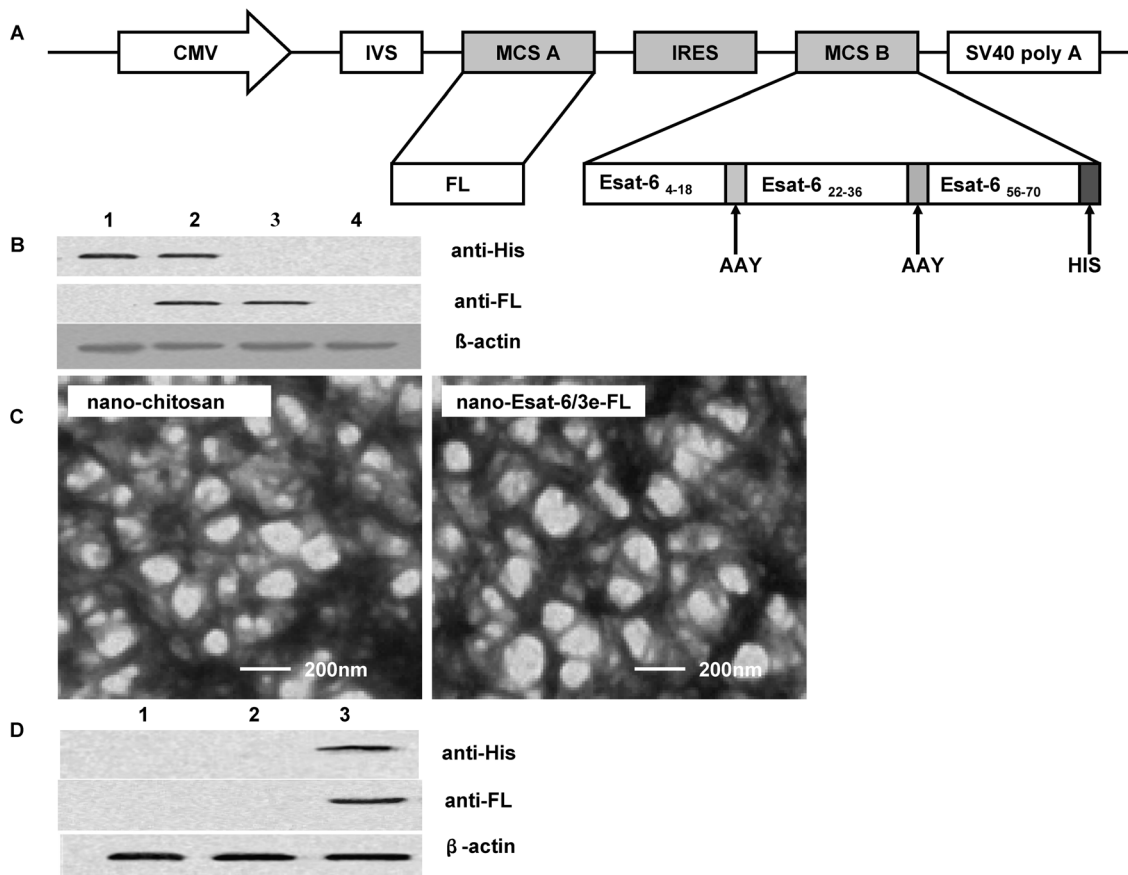 A
CMV
IVS
MCS A
IRES
MCS B
SV40 poly A
FL
Esat-6 4-18
Esat-6 22-36
Esat-6 56-70
AAY
AAY
HIS
B
1 2 3 4
anti-His
anti-FL
ß-actin
C
nano-chitosan
nano-Esat-6/3e-FL
200nm
200nm
D
1 2 3
anti-His
anti-FL
β -actin